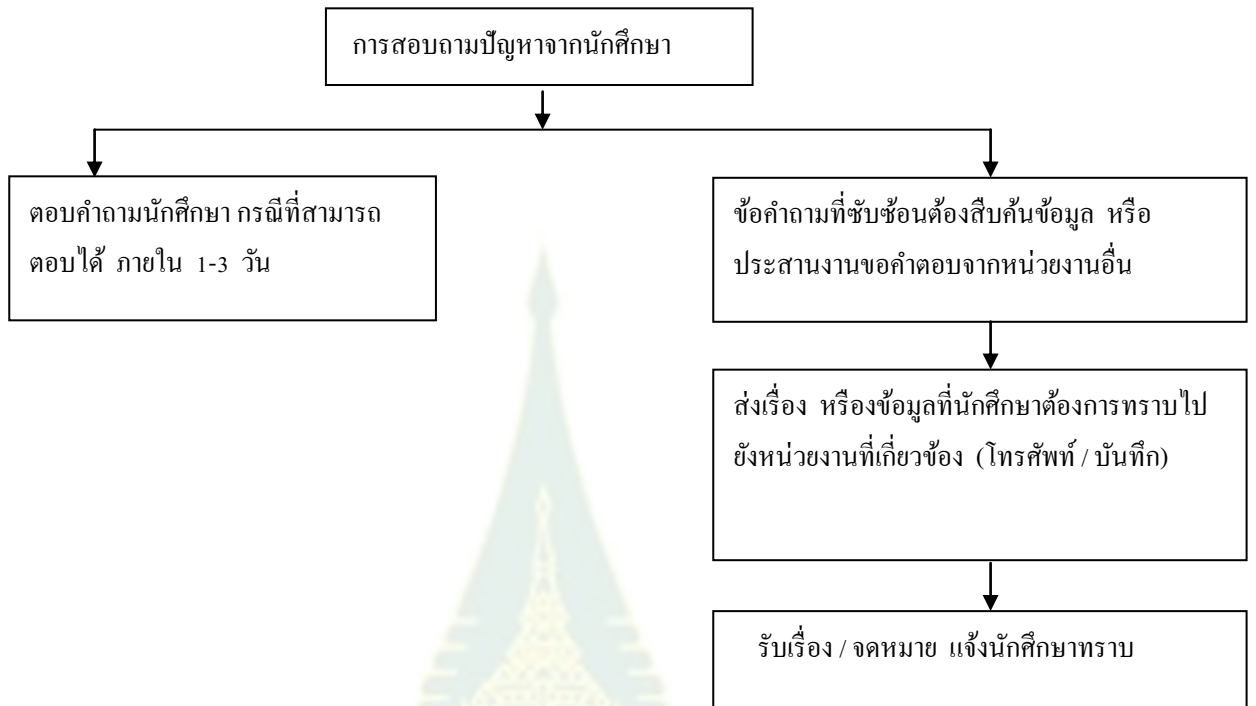 การสอบถามปัญหาจากนักศึกษา
ตอบคำถามนักศึกษา กรณีที่สามารถ
ตอบได้ ภายใน 1-3 วัน
ข้อคำถามที่ซับซ้อนต้องสืบค้นข้อมูล หรือ
ประสานงานขอคำตอบจากหน่วยงานอื่น
ส่งเรื่อง หรืองข้อมูลที่นักศึกษาต้องการทราบไป
ยังหน่วยงานที่เกี่ยวข้อง (โทรศัพท์ / บันทึก)
รับเรื่อง / จดหมาย แจ้งนักศึกษาทราบ